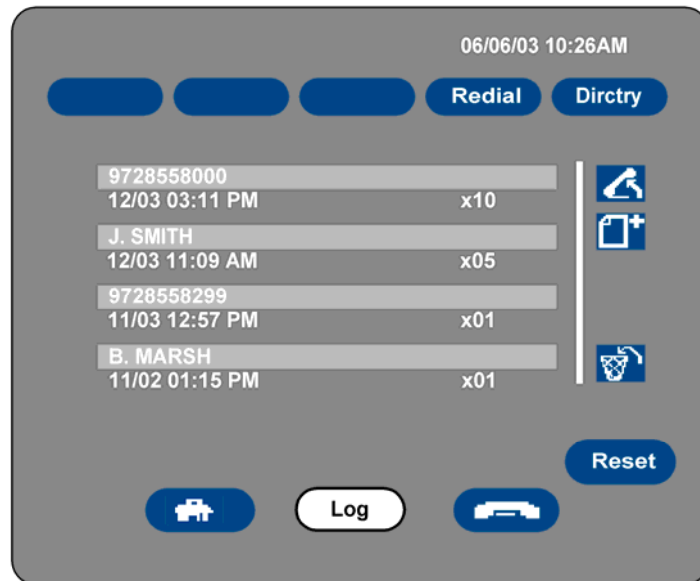 06/06/03 10:26AM
Redial Dirctry
9728558000
12/03 03:11 PM x10
J. SMITH
12/03 11:09 AM x05
9728558299
11/03 12:57 PM x01
B. MARSH
11/02 01:15 PM x01
Reset
Log